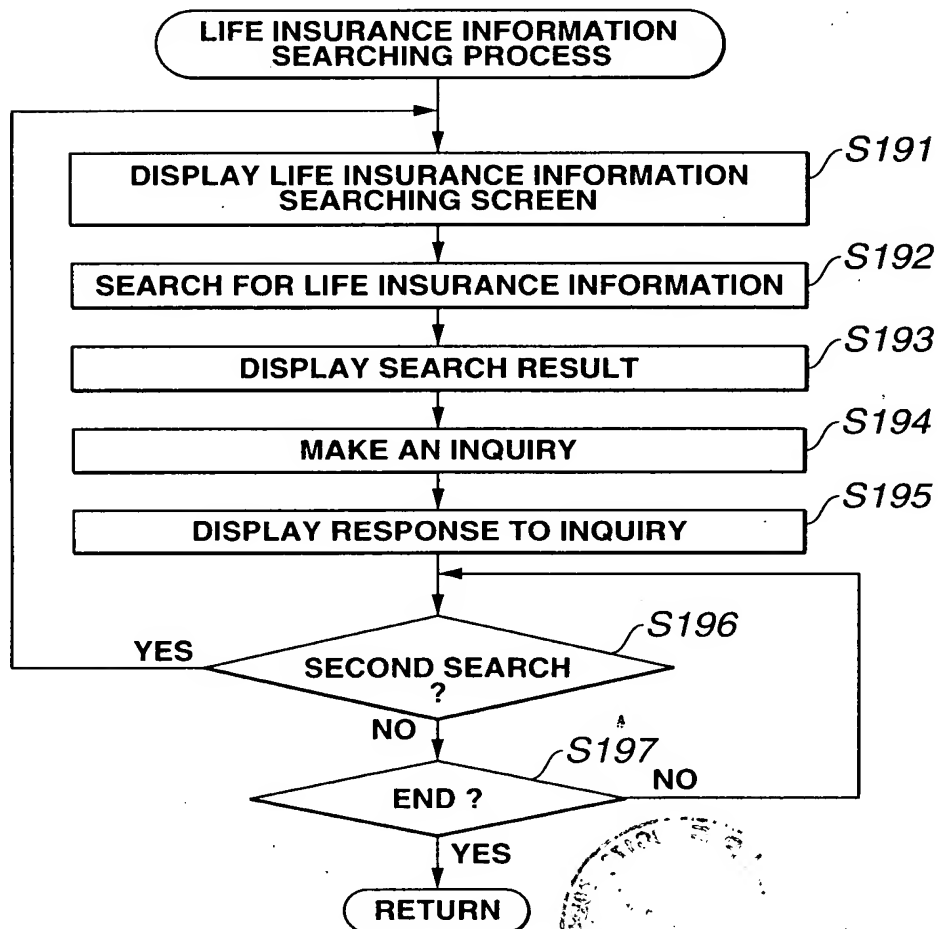 LIFE INSURANCE INFORMATION
SEARCHING PROCESS
S191
DISPLAY LIFE INSURANCE INFORMATION
SEARCHING SCREEN
S192
SEARCH FOR LIFE INSURANCE INFORMATION
S193
DISPLAY SEARCH RESULT
S194
MAKE AN INQUIRY
S195
DISPLAY RESPONSE TO INQUIRY
S196
YES
SECOND SEARCH
?
NO
S197
END ?
NO
YES
RETURN